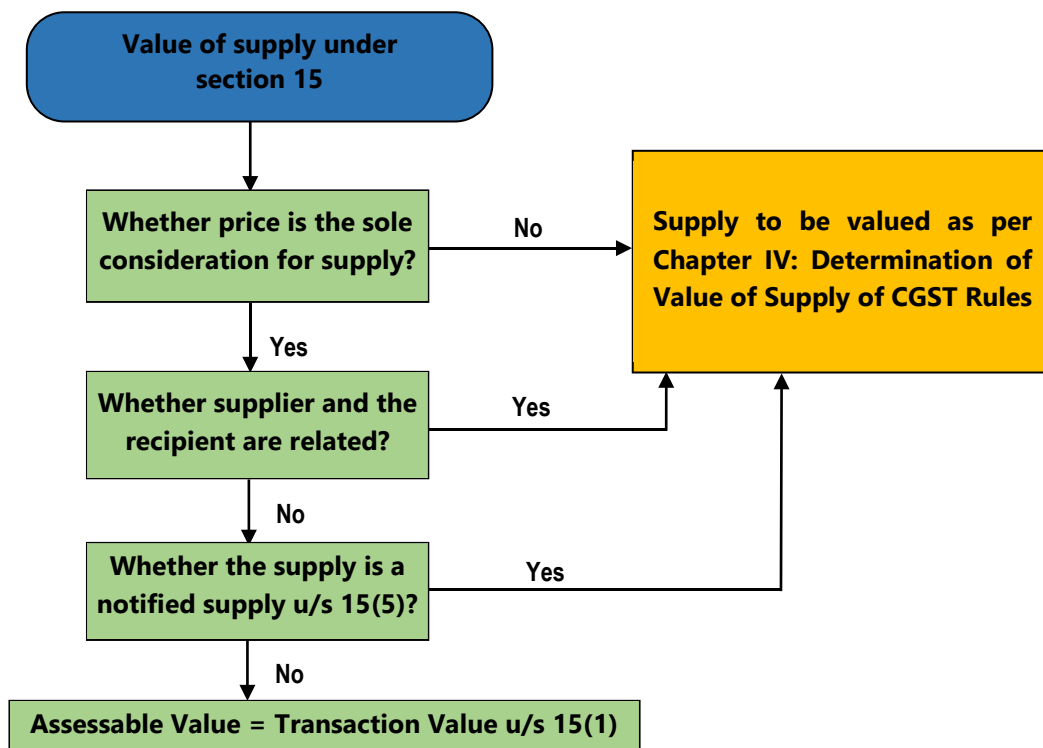 Value of supply under
section 15
Whether price is the sole
consideration for supply?
No
Supply to be valued as per
Chapter IV: Determination of
Value of Supply of CGST Rules
Yes
Whether supplier and the
recipient are related?
Yes
No
Whether the supply is a
notified supply u/s 15(5)?
Yes
No
Assessable Value = Transaction Value u/s 15(1)